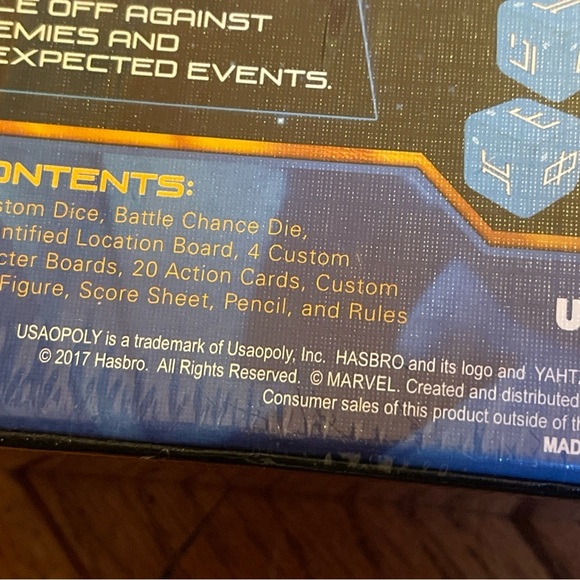 LE OFF AGAINST
EMIES AND
EXPECTED EVENTS.
ONTENTS:
stom Dice, Battle Chance Die,
ntified Location Board, 4 Custom
cter Boards, 20 Action Cards, Custom
Figure, Score Sheet, Pencil, and Rules
U
USAOPOLY is a trademark of Usaopoly, Inc. HASBRO and its logo and YAHT
© 2017 Hasbro. All Rights Reserved. © MARVEL. Created and distributed
Consumer sales of this product outside of th
MAD